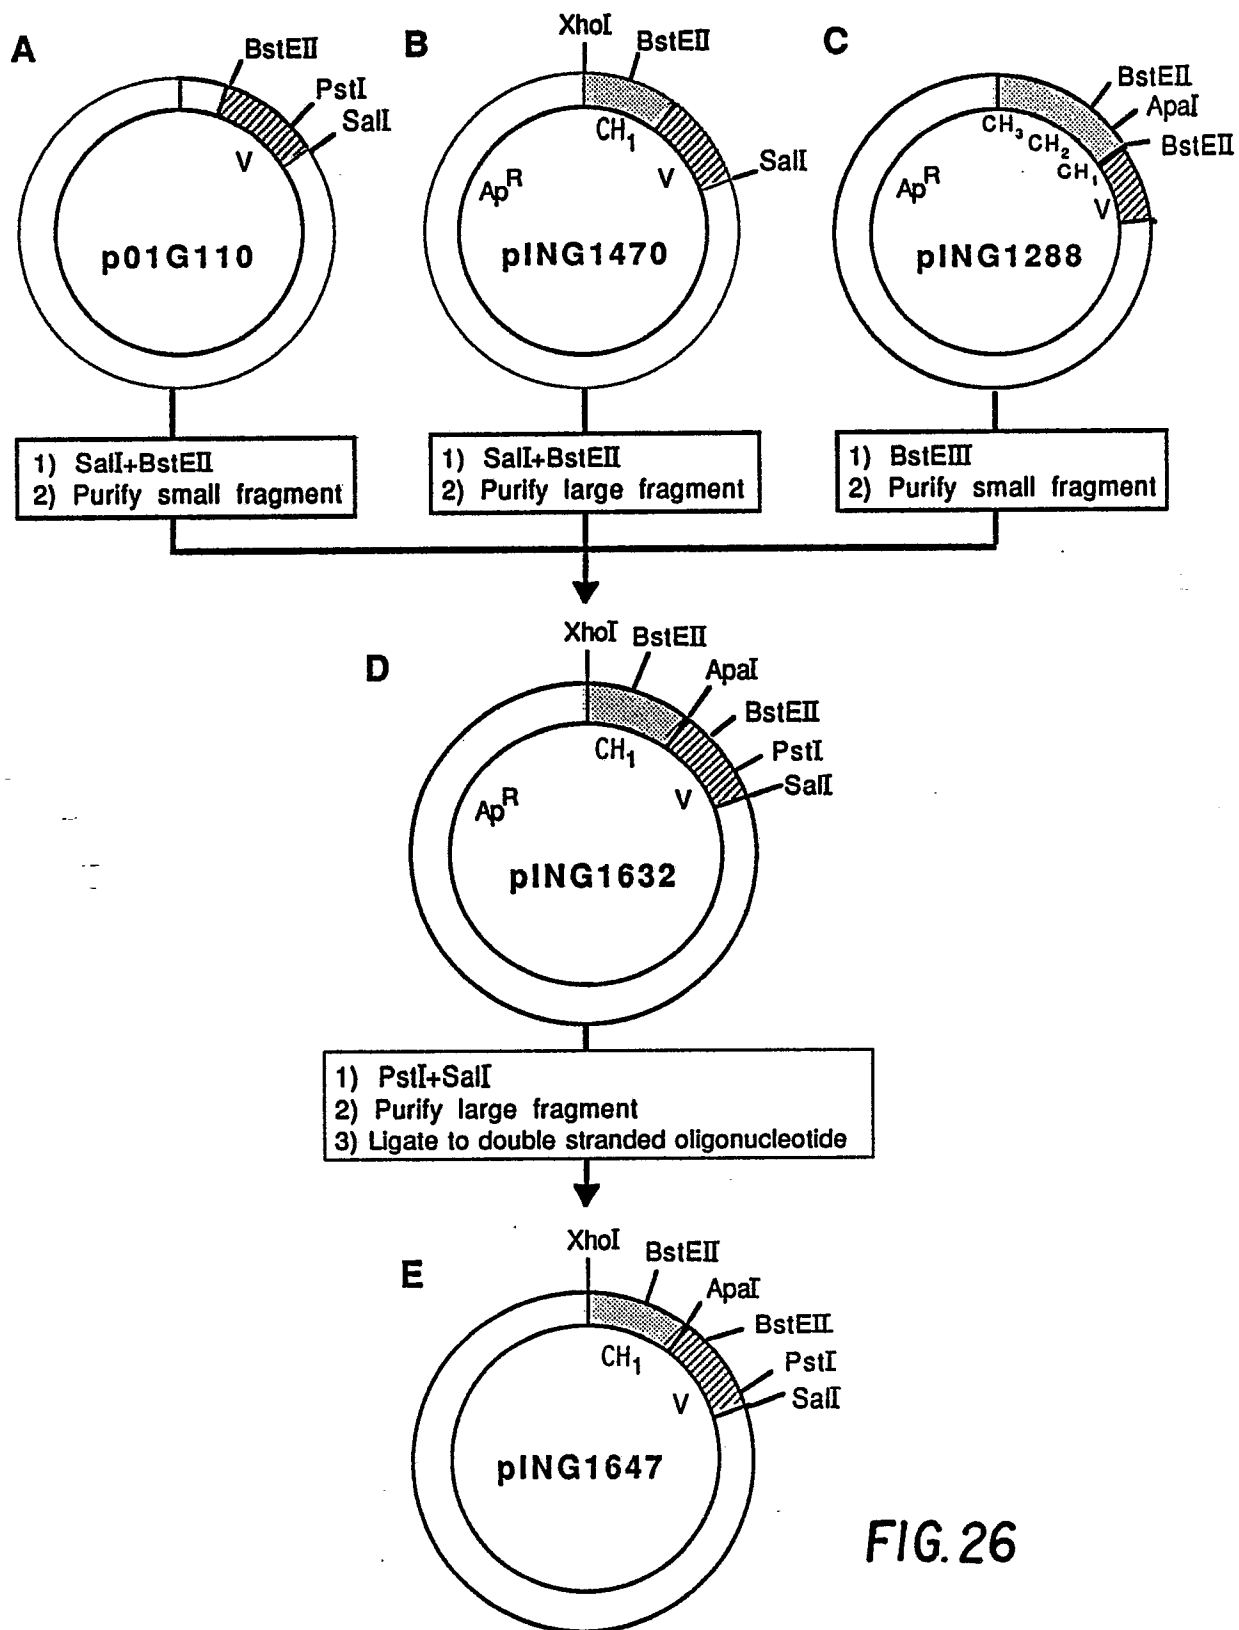 A
BstEII
PstI
SalI
V
p01G110
B
XhoI
BstEII
CH1
SalI
V
ApR
pING1470
C
BstEII
ApaI
BstEII
CH3
CH2
CH1
V
ApR
pING1288
1) SalI+BstEII
2) Purify small fragment
1) SalI+BstEII
2) Purify large fragment
1) BstEIII
2) Purify small fragment
D
XhoI
BstEII
ApaI
BstEII
PstI
SalI
CH1
V
ApR
pING1632
1) PstI+SalI
2) Purify large fragment
3) Ligate to double stranded oligonucleotide
E
XhoI
BstEII
ApaI
BstEII
PstI
SalI
CH1
V
pING1647
FIG. 26